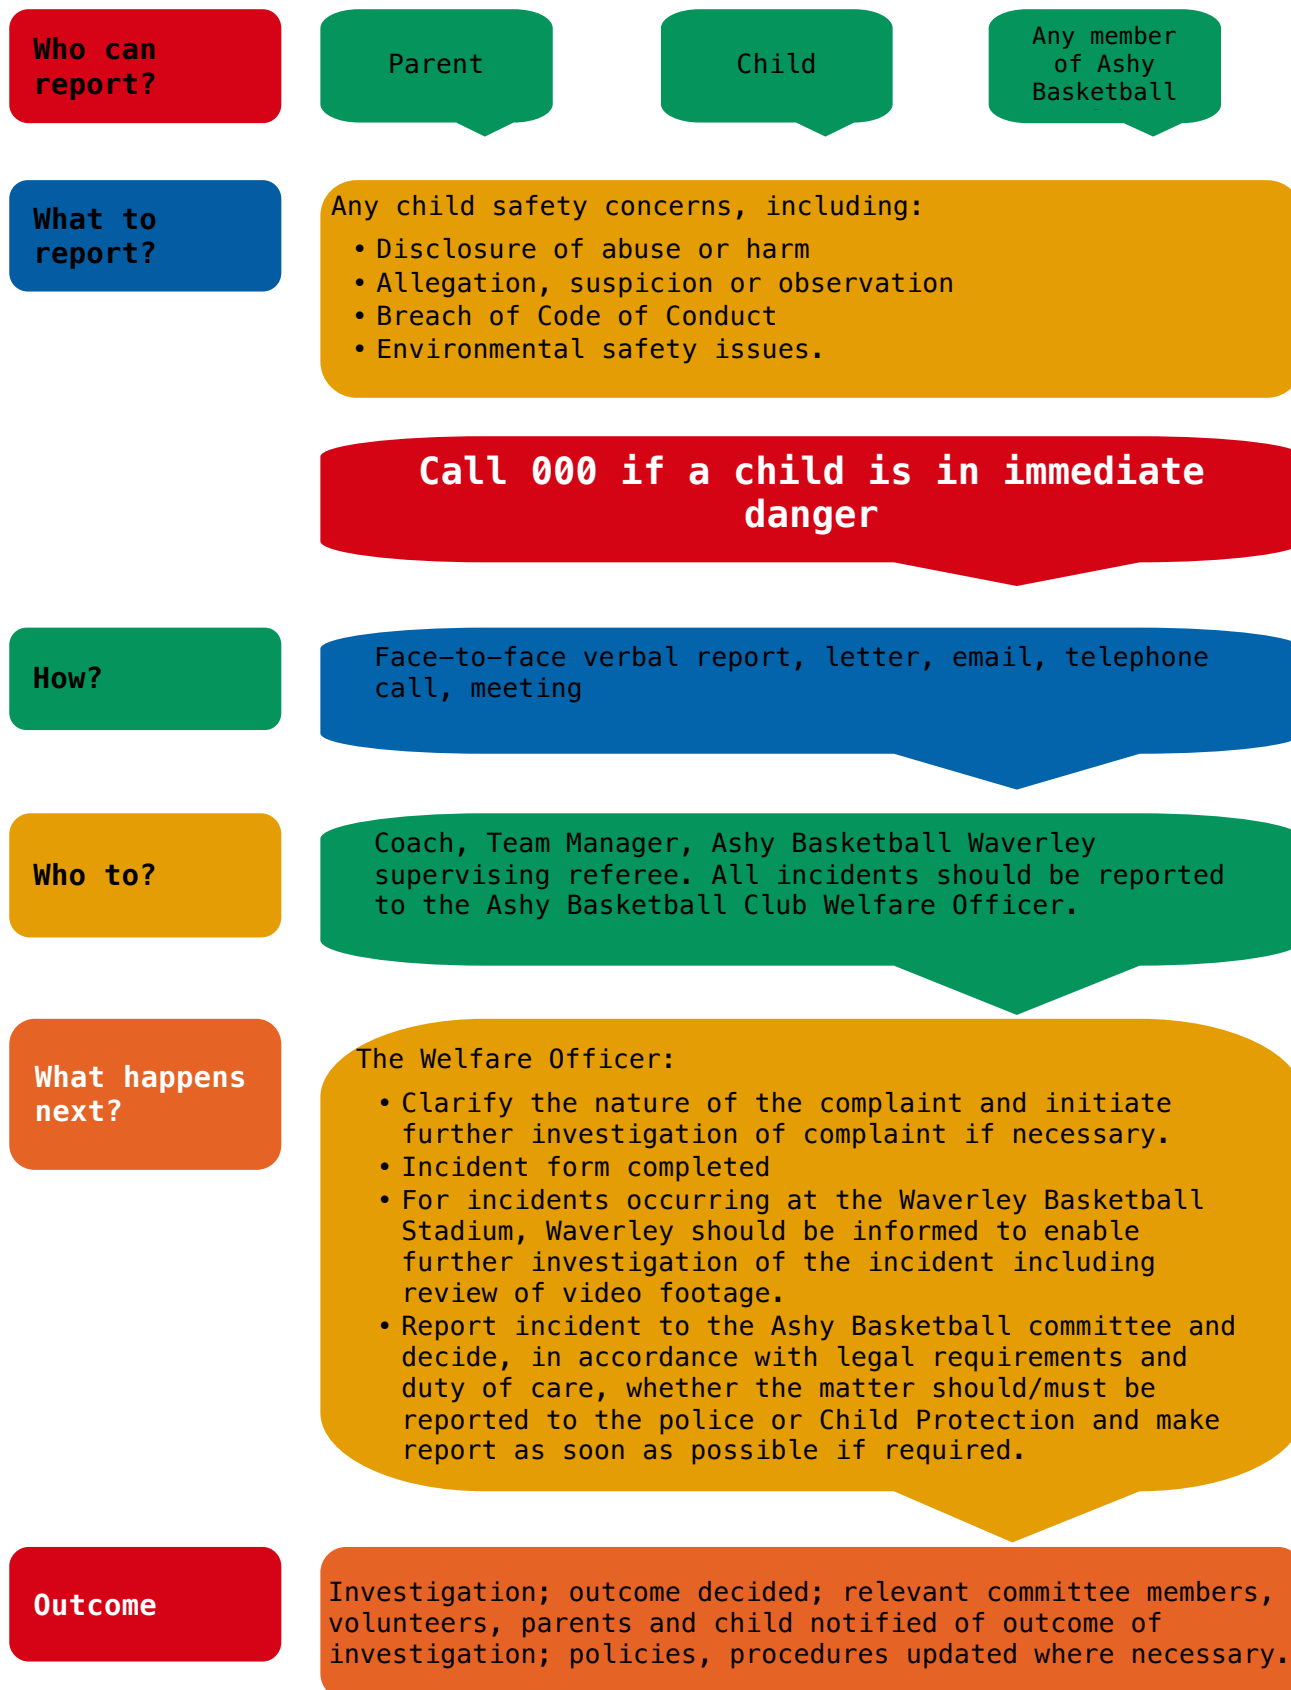 Who can
report?
Parent
Child
Any member
of Ashy
Basketball
What to
report?
Any child safety concerns, including:
• Disclosure of abuse or harm
• Allegation, suspicion or observation
• Breach of Code of Conduct
• Environmental safety issues.
Call 000 if a child is in immediate
danger
How?
Face-to-face verbal report, letter, email, telephone
call, meeting
Who to?
Coach, Team Manager, Ashy Basketball Waverley
supervising referee. All incidents should be reported
to the Ashy Basketball Club Welfare Officer.
What happens
next?
The Welfare Officer:
• Clarify the nature of the complaint and initiate
further investigation of complaint if necessary.
• Incident form completed
• For incidents occurring at the Waverley Basketball
Stadium, Waverley should be informed to enable
further investigation of the incident including
review of video footage.
• Report incident to the Ashy Basketball committee and
decide, in accordance with legal requirements and
duty of care, whether the matter should/must be
reported to the police or Child Protection and make
report as soon as possible if required.
Outcome
Investigation; outcome decided; relevant committee members,
volunteers, parents and child notified of outcome of
investigation; policies, procedures updated where necessary.